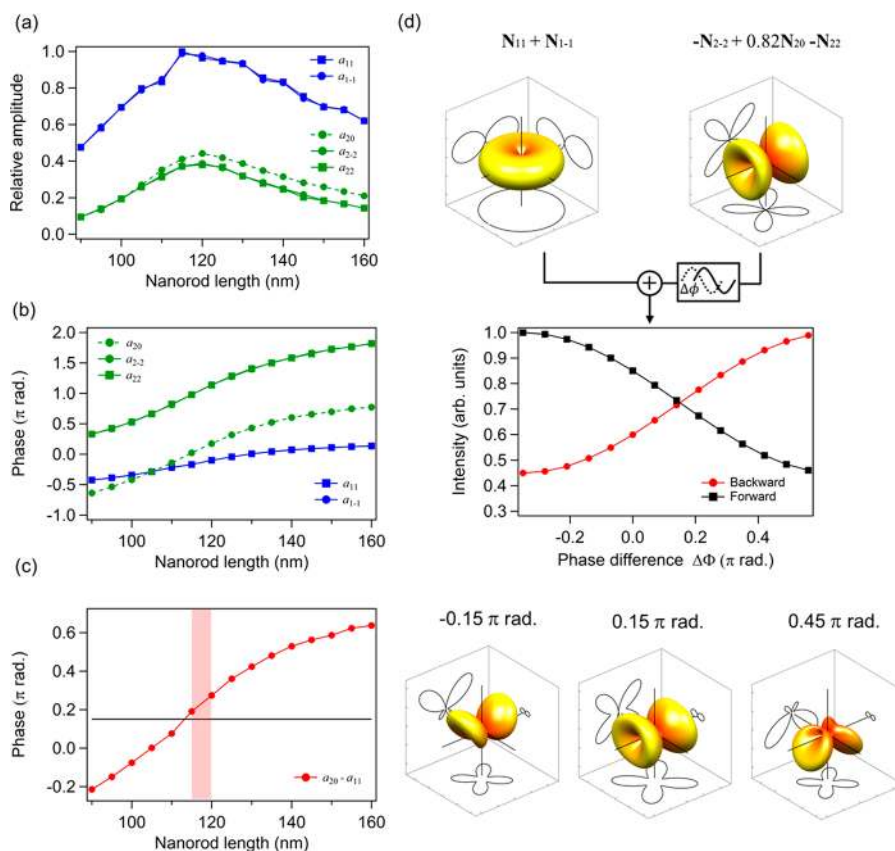 (a)
1.0
0.8
0.6
0.4
0.2
0.0
Relative amplitude
a11
a1-1
a20
a2-2
a22
100
120
140
160
Nanorod length (nm)
(b)
2.0
1.5
1.0
0.5
0.0
-0.5
-1.0
Phase (π rad.)
a20
a2-2
a22
a11
a1-1
100
120
140
160
Nanorod length (nm)
(c)
0.6
0.4
0.2
0.0
-0.2
Phase (π rad.)
a20 - a11
100
120
140
160
Nanorod length (nm)
(d)
N11 + N1-1
-N2-2 + 0.82N20 -N22
+
Δϕ
1.0
0.9
0.8
0.7
0.6
0.5
0.4
0.3
Intensity (arb. units)
Backward
Forward
-0.2
0.0
0.2
0.4
Phase difference ΔΦ (π rad.)
-0.15 π rad.
0.15 π rad.
0.45 π rad.